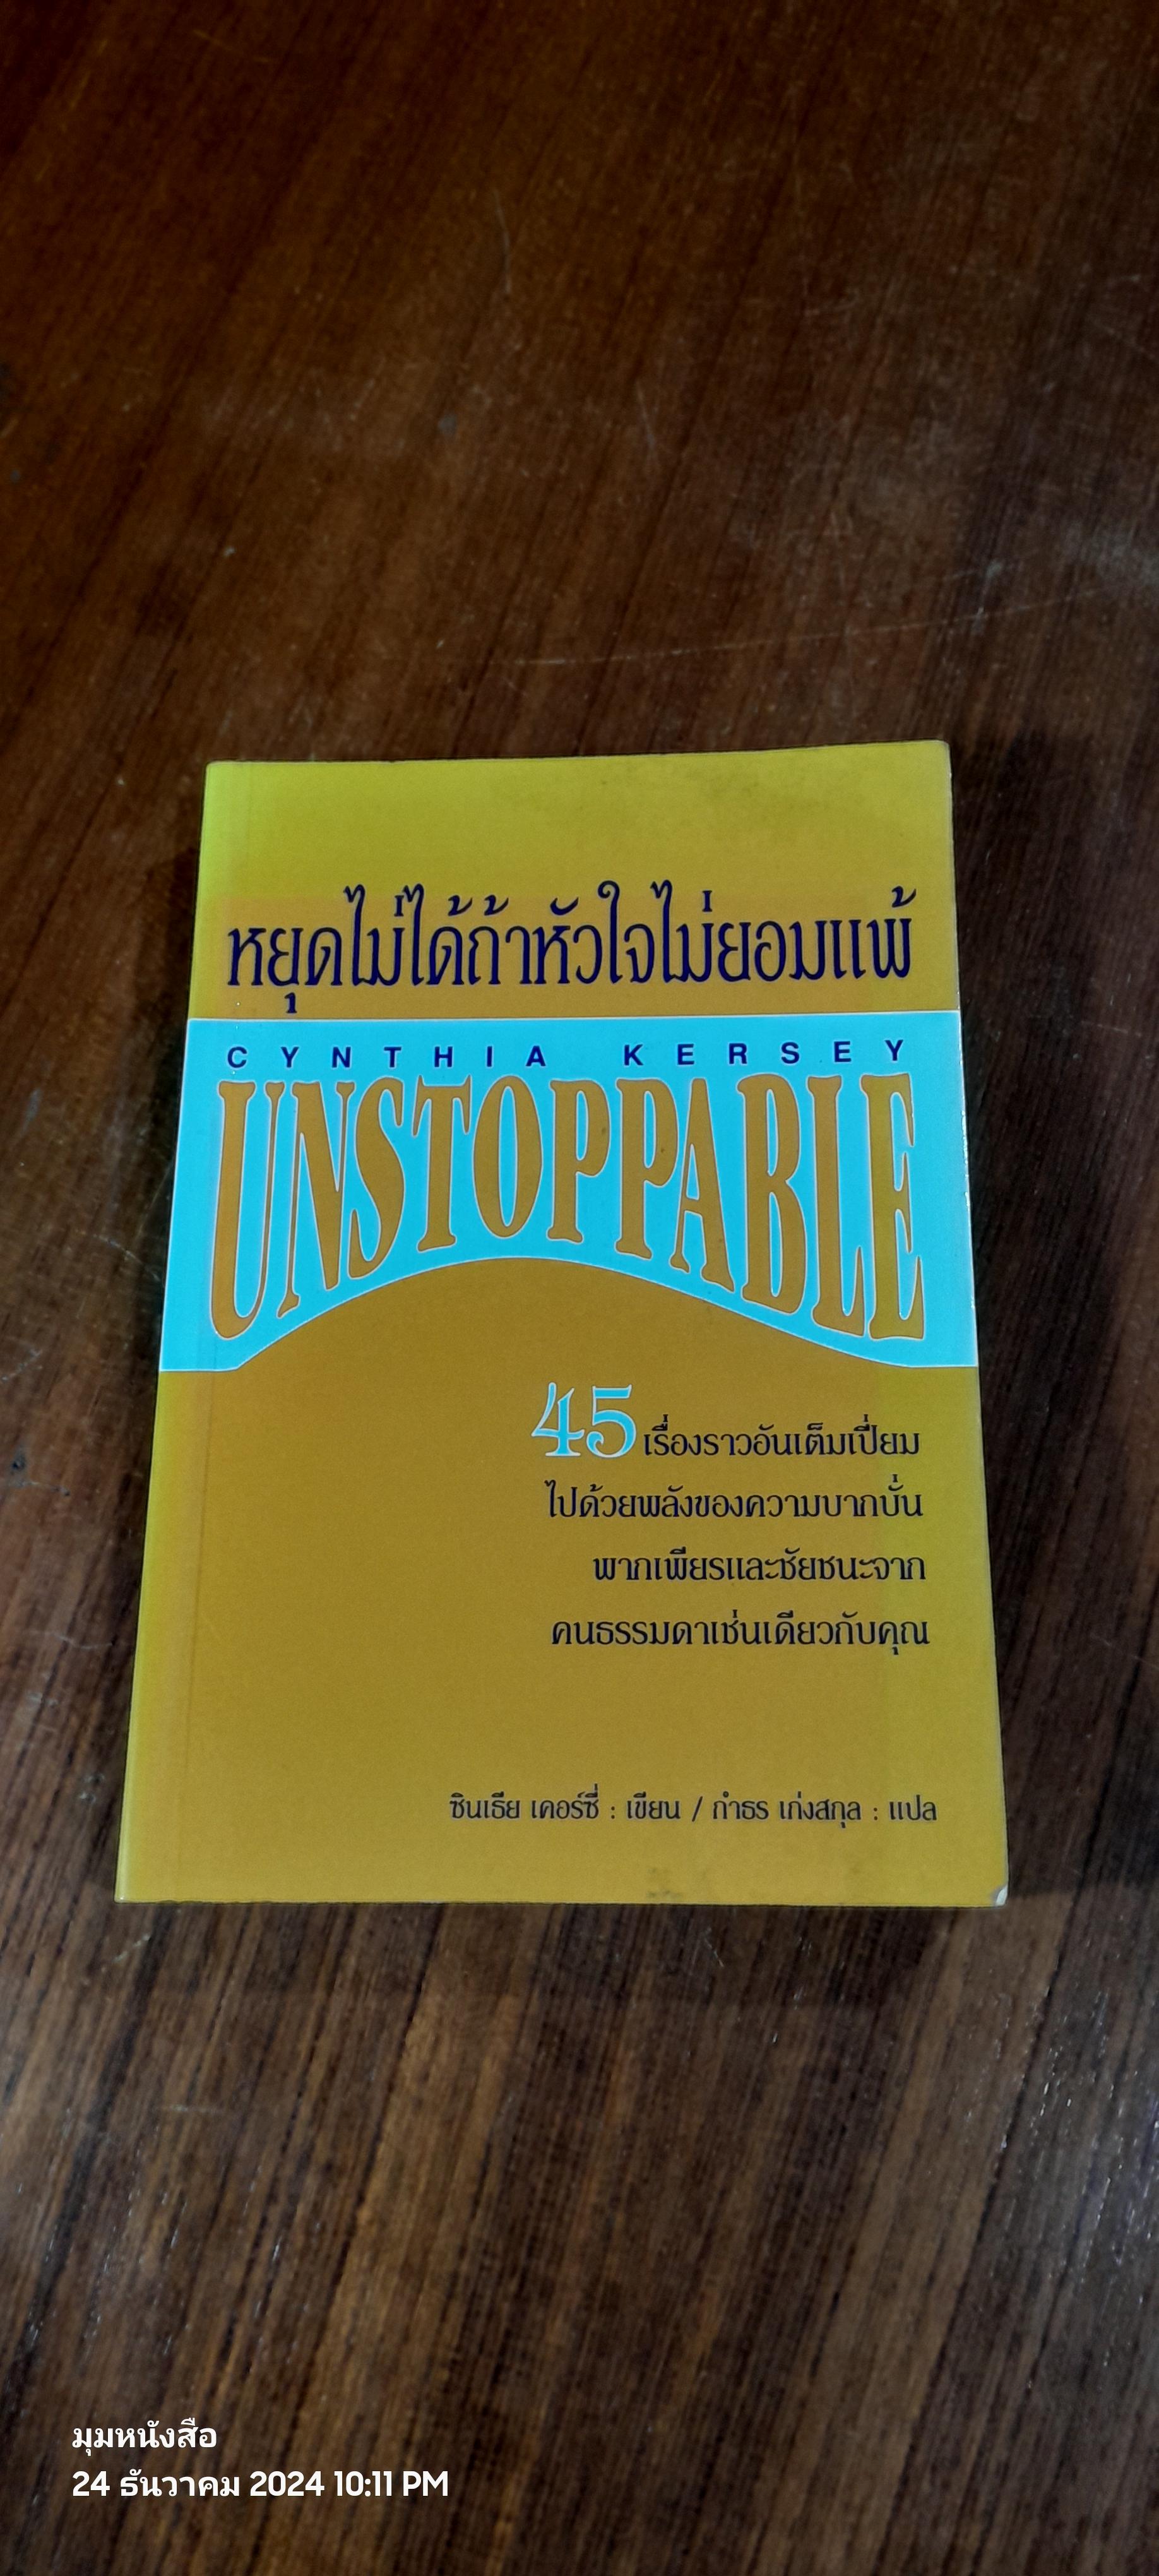 หยุดไม่ได้ถ้าหัวใจไม่ยอมแพ้
CYNTHIA KERSEY
UNSTOPPABLE
45 เรื่องราวอันเต็มเปี่ยม
ไปด้วยพลังของความบากบั่น
พากเพียรและชัยชนะจาก
คนธรรมดาเช่นเดียวกับคุณ
ซินเธีย เคอร์ซี่ : เขียน / กำธร เก่งสกุล : แปล
มุมหนังสือ
24 ธันวาคม 2024 10:11 PM